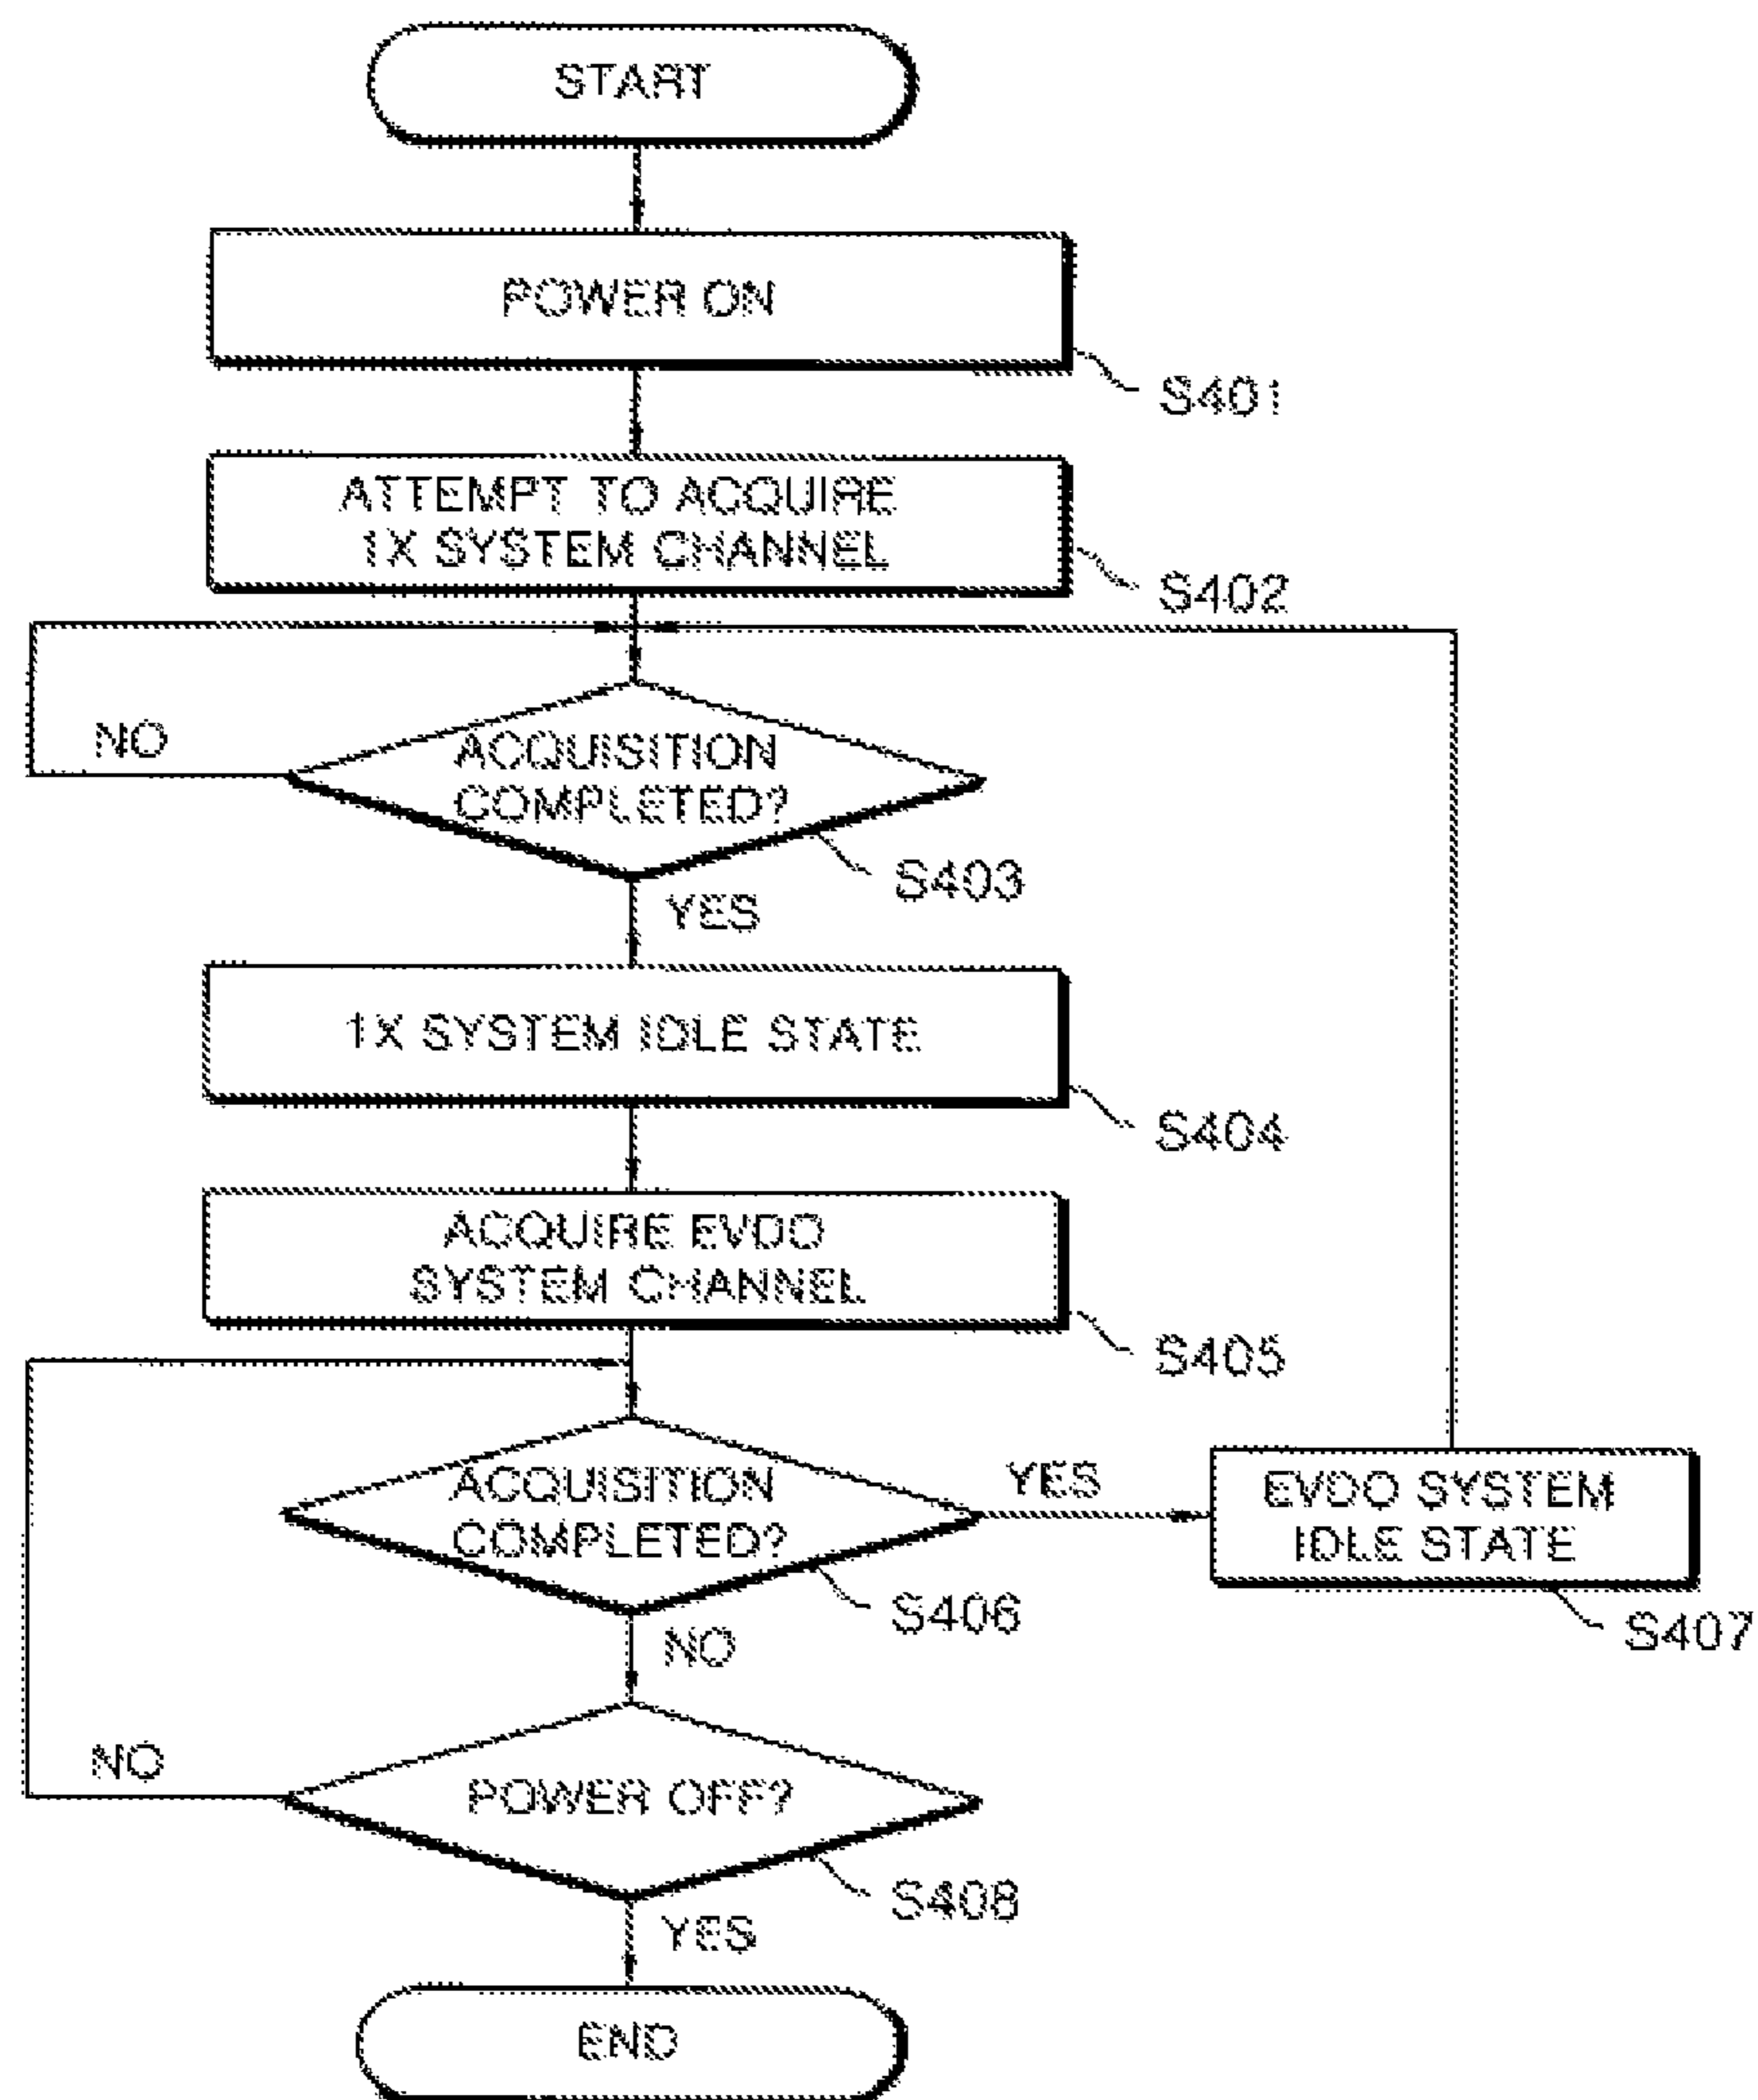 START
POWER ON
S401
ATTEMPT TO ACQUIRE
1X SYSTEM CHANNEL
S402
NO
ACQUISITION
COMPLETED?
S403
YES
1X SYSTEM IDLE STATE
S404
ACQUIRE EVDO
SYSTEM CHANNEL
S405
ACQUISITION
COMPLETED?
YES
EVDO SYSTEM
IDLE STATE
S406
S407
NO
NO
POWER OFF?
S408
YES
END